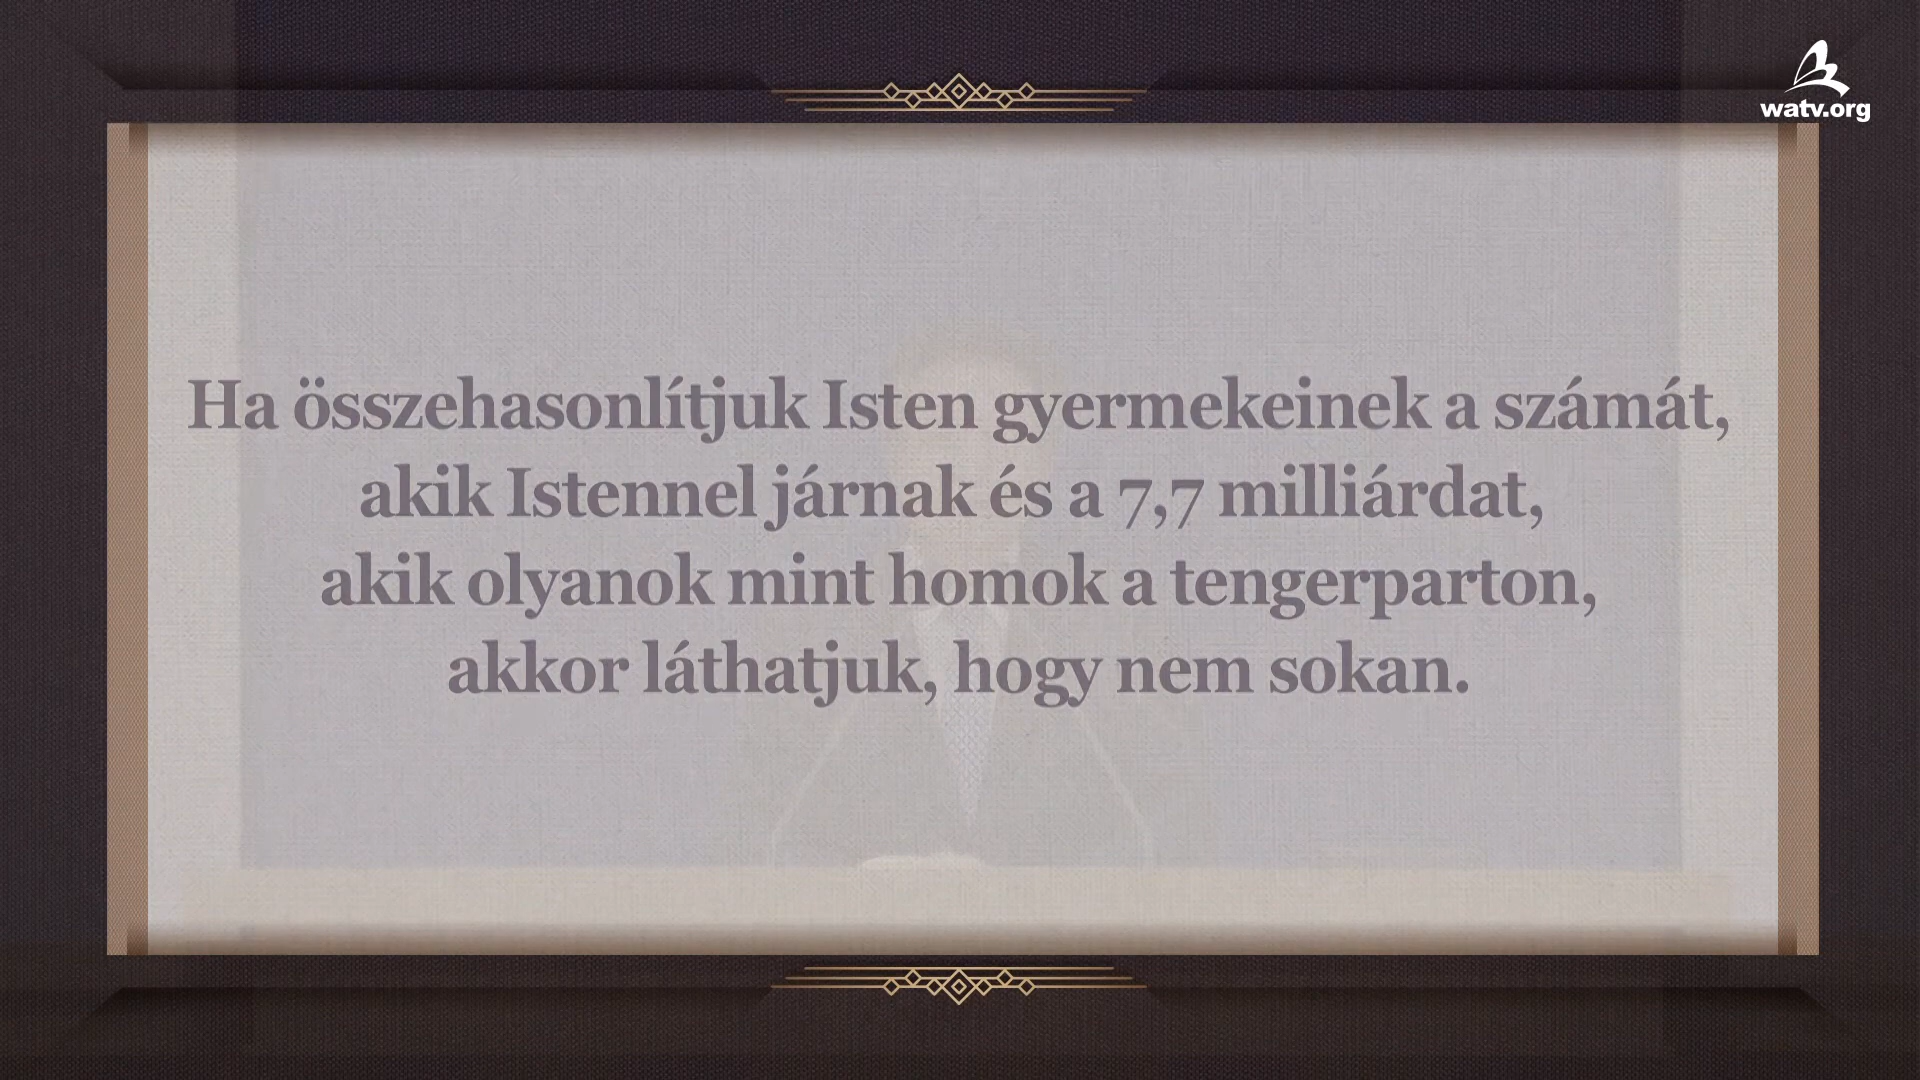 watv.org
Ha összehasonlítjuk Isten gyermekeinek a számát,
akik Istennel járnak és a 7,7 milliárdat,
akik olyanok mint homok a tengerparton,
akkor láthatjuk, hogy nem sokan.